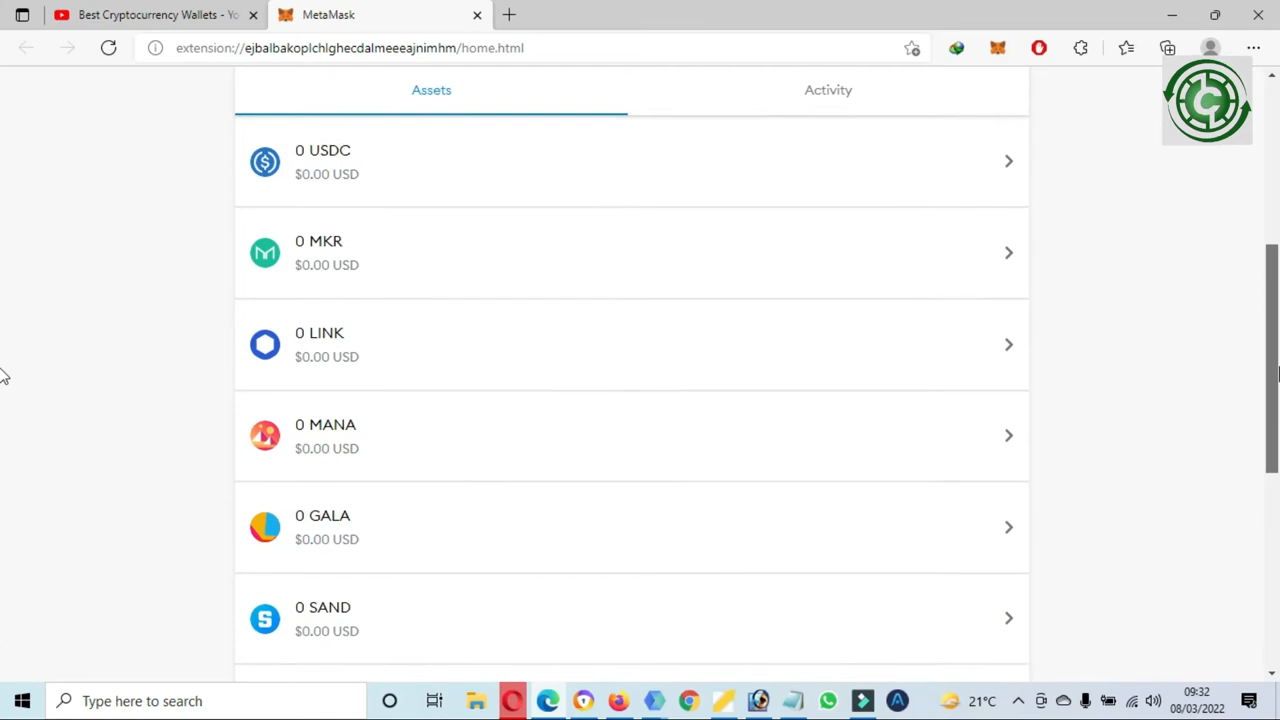 Best Cryptocurrency Wallets - Yo
MetaMask
extension://ejbalbakoplchlghecdalmeeeajnimhm/home.html
Assets
Activity
0 USDC
$0.00 USD
0 MKR
$0.00 USD
0 LINK
$0.00 USD
0 MANA
$0.00 USD
0 GALA
$0.00 USD
0 SAND
$0.00 USD
Type here to search
21°C
09:32
08/03/2022